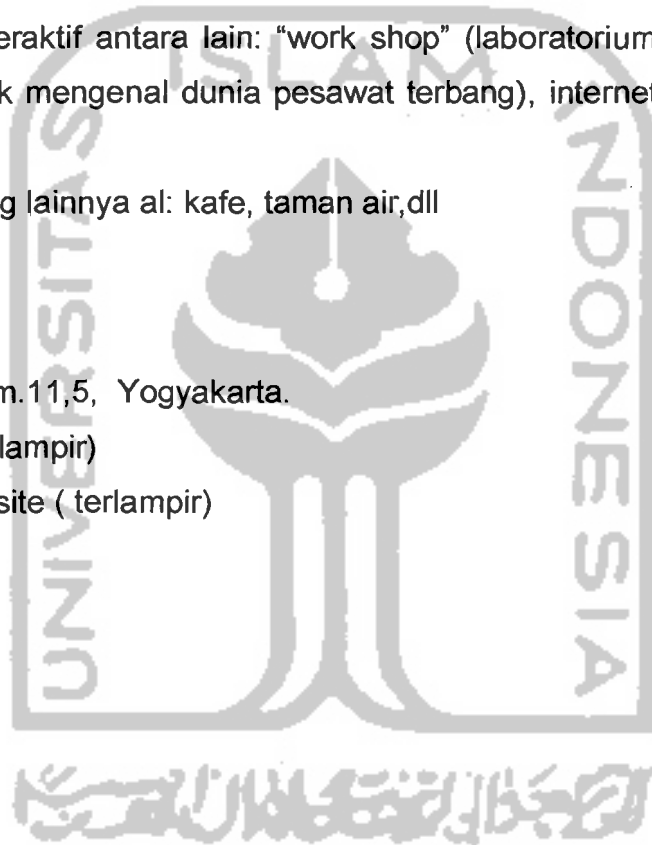 ISLAM
eraktif antara lain: "work shop" (laboratorium
k mengenal dunia pesawat terbang), internet
g lainnya al: kafe, taman air,dll
m.11,5, Yogyakarta.
lampir)
site ( terlampir)
UNIVERSITAS
INDONESIA